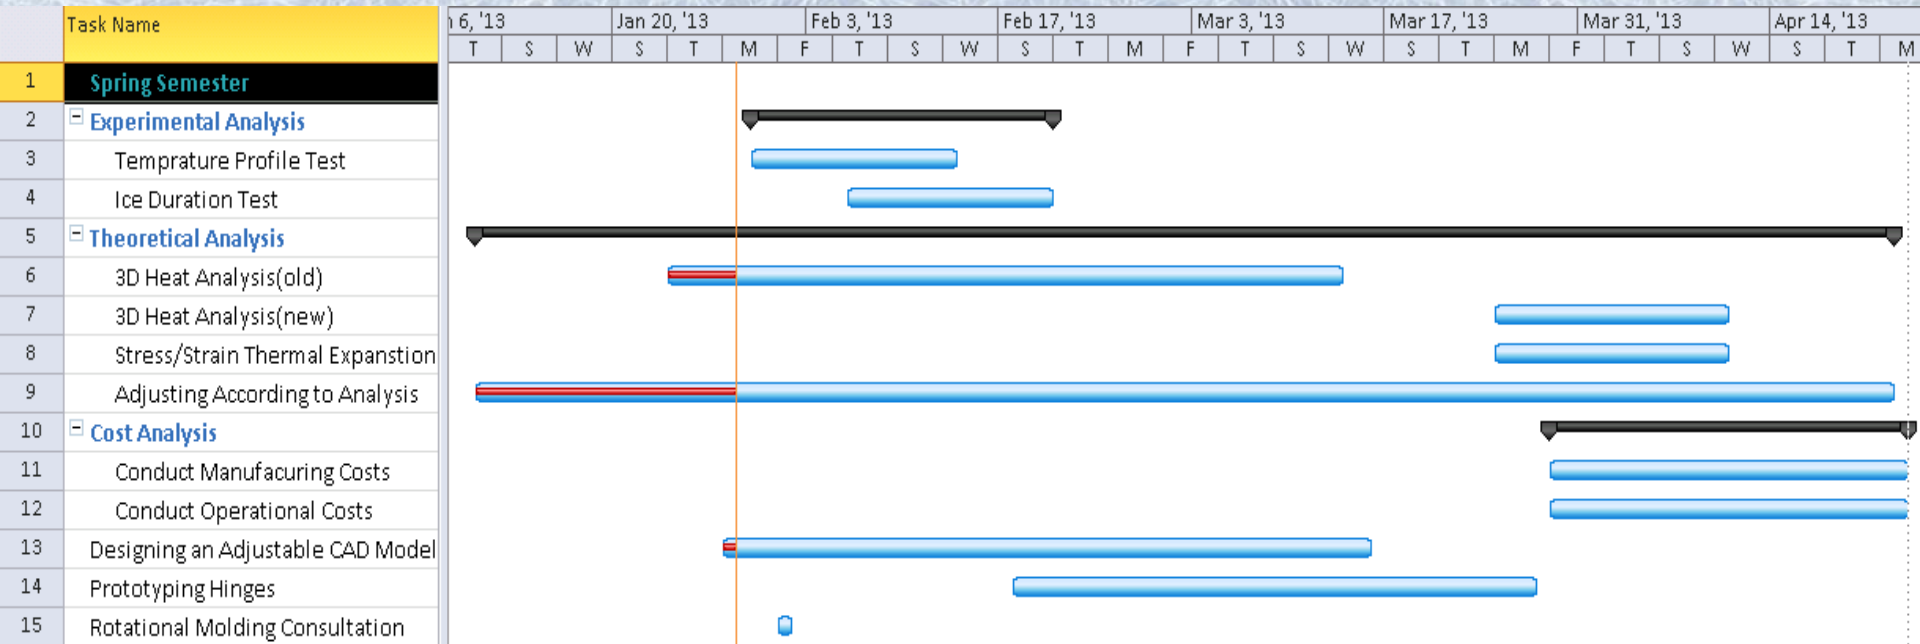 Task Name
6, '13 Jan 20, '13 Feb 3, '13 Feb 17, '13 Mar 3, '13 Mar 17, '13 Mar 31, '13 Apr 14, '13
T S W S T M F T S W S T M F T S W S T M F T S W S T M
1 Spring Semester
2 Experimental Analysis
3 Temprature Profile Test
4 Ice Duration Test
5 Theoretical Analysis
6 3D Heat Analysis(old)
7 3D Heat Analysis(new)
8 Stress/Strain Thermal Expanstion
9 Adjusting According to Analysis
10 Cost Analysis
11 Conduct Manufacuring Costs
12 Conduct Operational Costs
13 Designing an Adjustable CAD Model
14 Prototyping Hinges
15 Rotational Molding Consultation